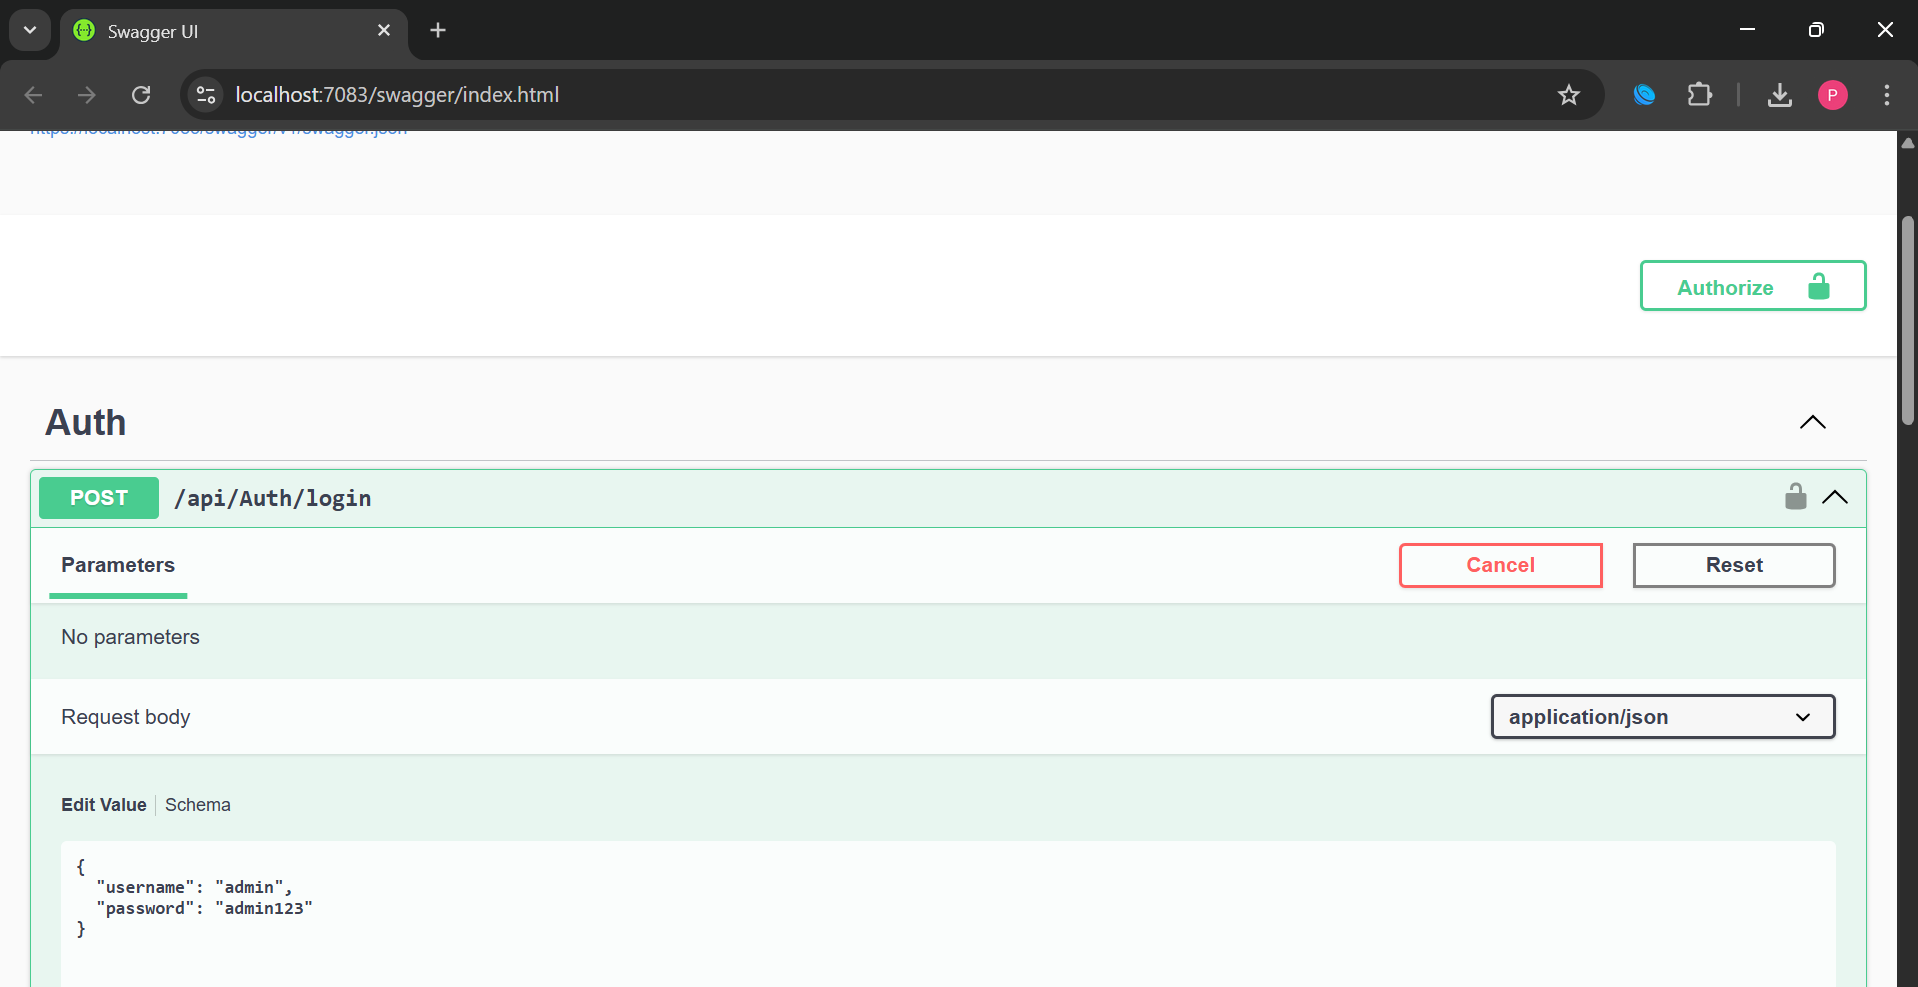 Swagger UI
localhost:7083/swagger/index.html
P
Authorize
Auth
POST /api/Auth/login
Parameters
Cancel
Reset
No parameters
Request body
application/json
Edit Value
Schema
{
"username": "admin",
"password": "admin123"
}